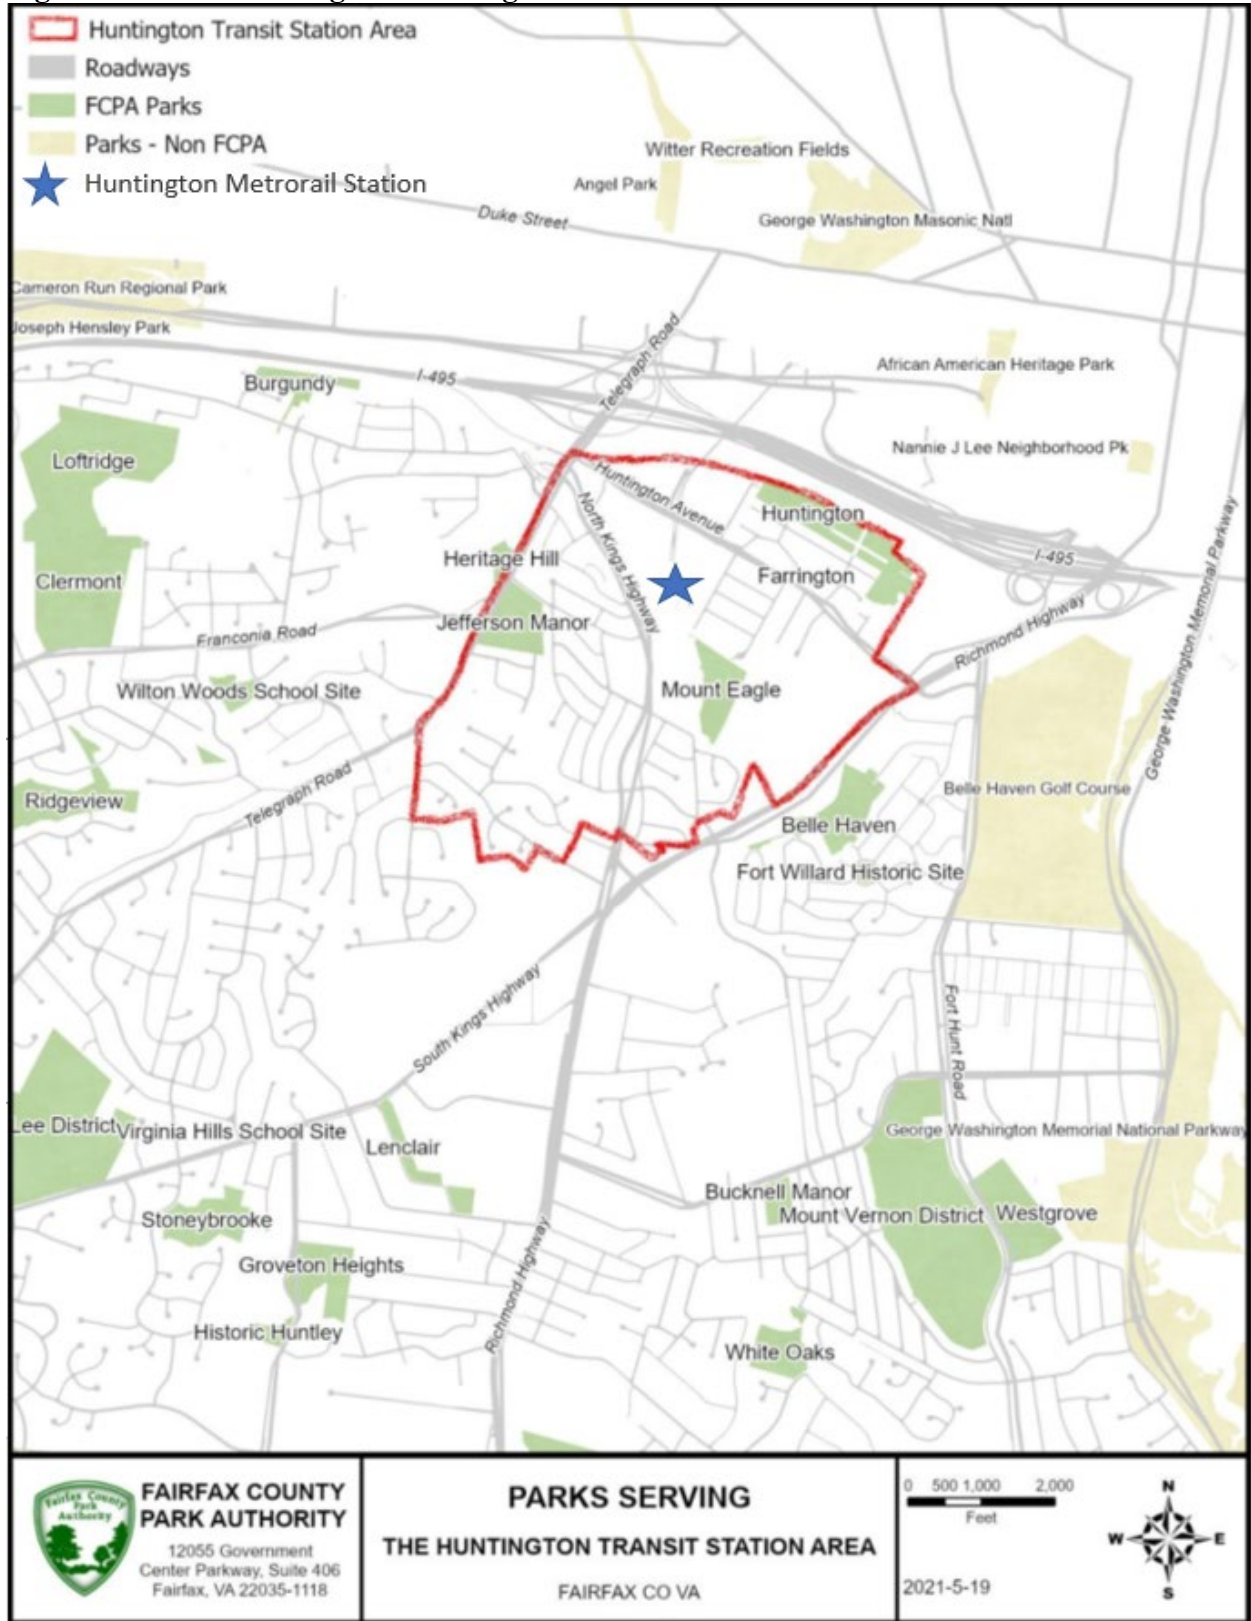 Huntington Transit Station Area
Roadways
FCPA Parks
Parks - Non FCPA
Huntington Metrorail Station
Witter Recreation Fields
Angel Park
Duke Street
George Washington Masonic Natl
Cameron Run Regional Park
Joseph Hensley Park
Telegraph Road
African American Heritage Park
Burgundy
I-495
Nannie J Lee Neighborhood Pk
Loftridge
Huntington Avenue
Huntington
North Kings Highway
I-495
Heritage Hill
Farrington
Clermont
Jefferson Manor
Franconia Road
Richmond Highway
George Washington Memorial Parkway
Wilton Woods School Site
Mount Eagle
Telegraph Road
Ridgeview
Belle Haven Golf Course
Belle Haven
Fort Willard Historic Site
South Kings Highway
Fort Hunt Road
Lee District
Virginia Hills School Site
Lenclair
George Washington Memorial National Parkway
Bucknell Manor
Mount Vernon District
Westgrove
Stoneybrooke
Groveton Heights
Richmond Highway
Historic Huntley
White Oaks
Fairfax County
Park
Authority
FAIRFAX COUNTY
PARK AUTHORITY
12055 Government
Center Parkway, Suite 406
Fairfax, VA 22035-1118
PARKS SERVING
THE HUNTINGTON TRANSIT STATION AREA
FAIRFAX CO VA
0 500 1,000 2,000
Feet
2021-5-19
N
W E
S